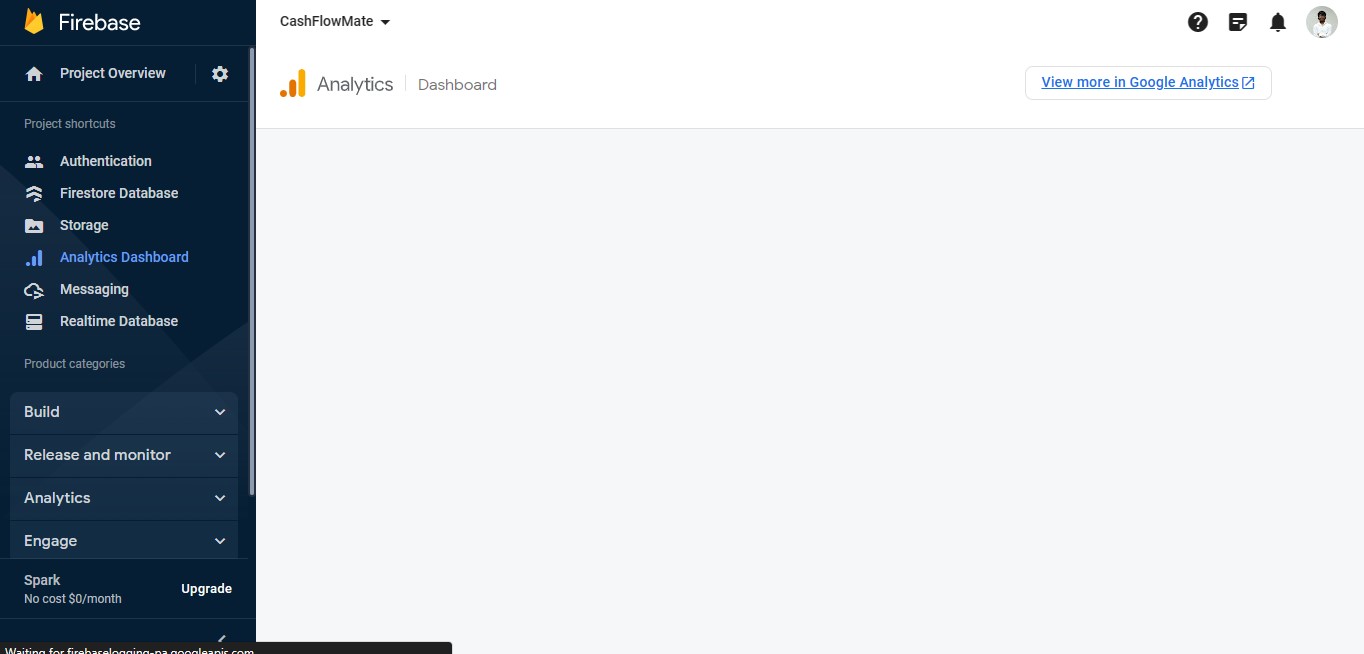 Firebase
Project Overview
Project shortcuts
Authentication
Firestore Database
Storage
Analytics Dashboard
Messaging
Realtime Database
Product categories
Build
Release and monitor
Analytics
Engage
Spark
No cost $0/month
Upgrade
Waiting for firebaselogging-pa.googleapis.com
CashFlowMate
Analytics
Dashboard
View more in Google Analytics